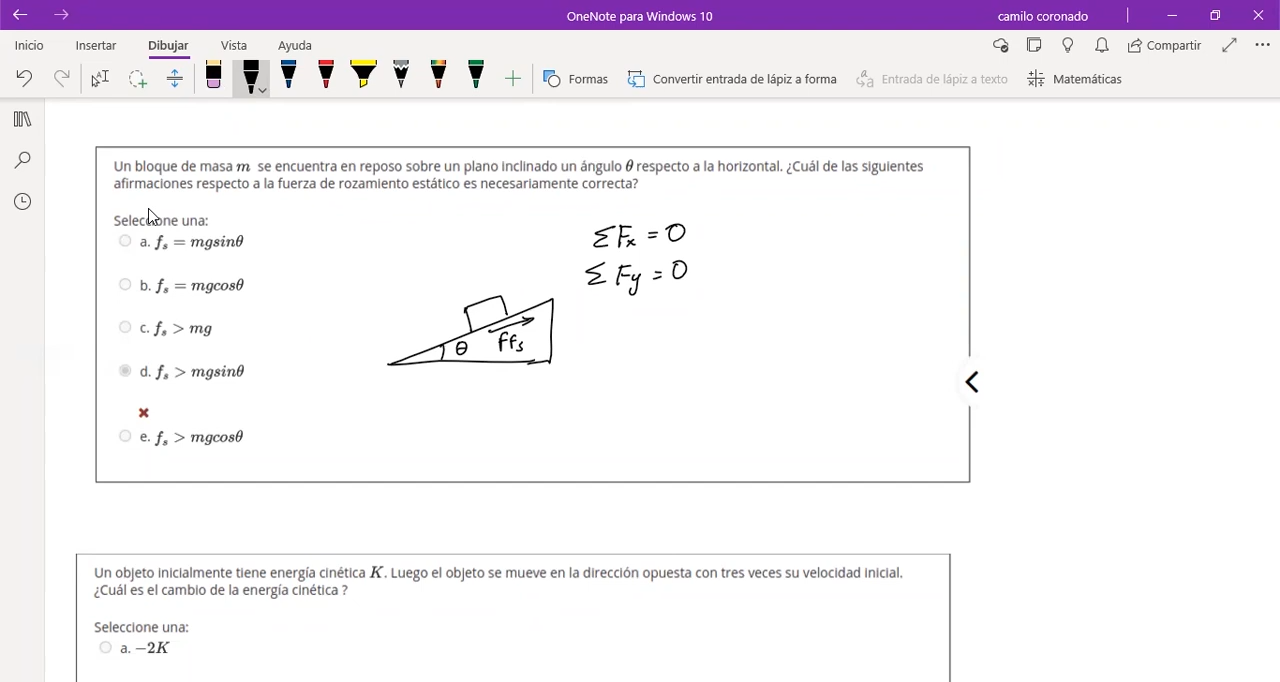 OneNote para Windows 10
camilo coronado
Inicio
Insertar
Dibujar
Vista
Ayuda
Compartir
Formas
Convertir entrada de lápiz a forma
Entrada de lápiz a texto
Matemáticas
Un bloque de masa m se encuentra en reposo sobre un plano inclinado un ángulo θ respecto a la horizontal. ¿Cuál de las siguientes
afirmaciones respecto a la fuerza de rozamiento estático es necesariamente correcta?
Seleccione una:
a. fₛ = mgsinθ
b. fₛ = mgcosθ
c. fₛ > mg
d. fₛ > mgsinθ
e. fₛ > mgcosθ
ΣFx = 0
ΣFy = 0
θ
Ffs
Un objeto inicialmente tiene energía cinética K. Luego el objeto se mueve en la dirección opuesta con tres veces su velocidad inicial.
¿Cuál es el cambio de la energía cinética ?
Seleccione una:
a. −2K